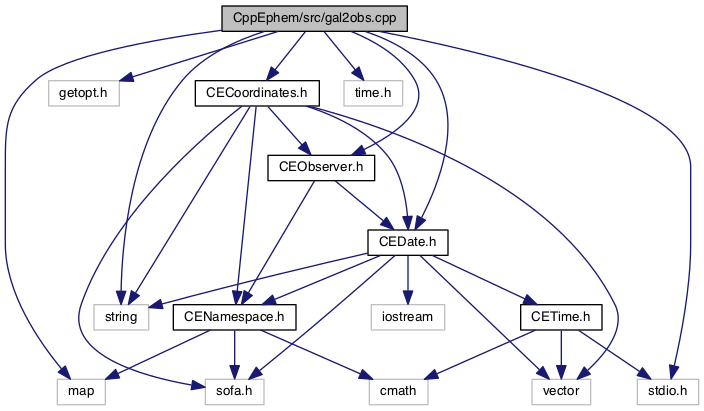 CppEphem/src/gal2obs.cpp
getopt.h
CECoordinates.h
time.h
CEObserver.h
CEDate.h
string
CENamespace.h
iostream
CETime.h
map
sofa.h
cmath
vector
stdio.h